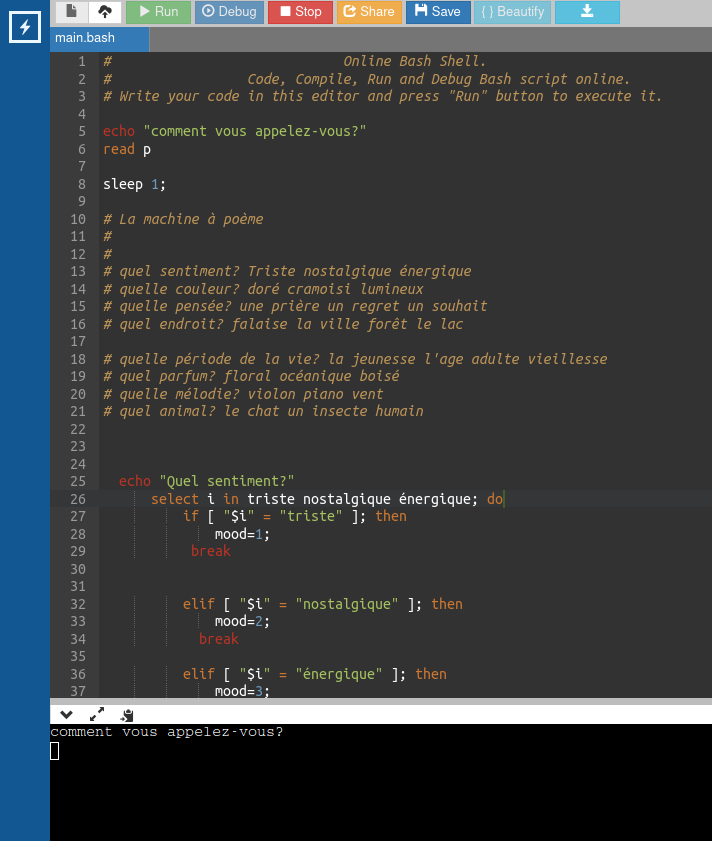 Run Debug Stop Share Save { } Beautify
main.bash
1 # Online Bash Shell.
2 # Code, Compile, Run and Debug Bash script online.
3 # Write your code in this editor and press "Run" button to execute it.
4
5 echo "comment vous appelez-vous?"
6 read p
7
8 sleep 1;
9
10 # La machine à poème
11 #
12 #
13 # quel sentiment? Triste nostalgique énergique
14 # quelle couleur? doré cramoisi lumineux
15 # quelle pensée? une prière un regret un souhait
16 # quel endroit? falaise la ville forêt le lac
17
18 # quelle période de la vie? la jeunesse l'age adulte vieillesse
19 # quel parfum? floral océanique boisé
20 # quelle mélodie? violon piano vent
21 # quel animal? le chat un insecte humain
22
23
24
25 echo "Quel sentiment?"
26 select i in triste nostalgique énergique; do
27 if [ "$i" = "triste" ]; then
28 mood=1;
29 break
30
31
32 elif [ "$i" = "nostalgique" ]; then
33 mood=2;
34 break
35
36 elif [ "$i" = "énergique" ]; then
37 mood=3;
comment vous appelez-vous?